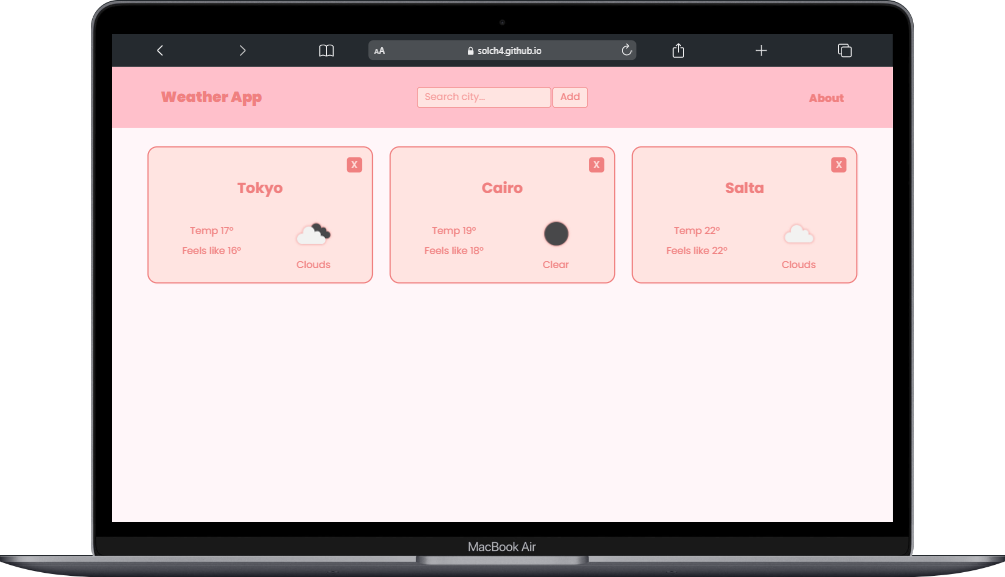 AA solch4.github.io
Weather App
Search city...
Add
About
X
Tokyo
Temp 17°
Feels like 16°
Clouds
X
Cairo
Temp 19°
Feels like 18°
Clear
X
Salta
Temp 22°
Feels like 22°
Clouds
MacBook Air